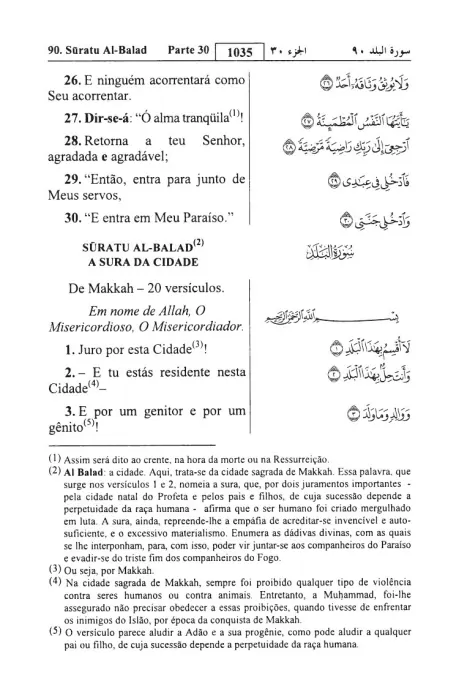 90. Sūratu Al-Balad Parte 30 1035 الجزء ٣٠ سورة البلد ٩٠
26. E ninguém acorrentará como
Seu acorrentar.
وَلَا يُوثِقُ وَثَاقَهُ أَحَدٌ ۝٢٦
27. Dir-se-á: “Ó alma tranqüila(1)!
يَٰٓأَيَّتُهَا ٱلنَّفْسُ ٱلْمُطْمَئِنَّةُ ۝٢٧
28. Retorna a teu Senhor,
agradada e agradável;
ٱرْجِعِىٓ إِلَىٰ رَبِّكِ رَاضِيَةً مَّرْضِيَّةً ۝٢٨
29. “Então, entra para junto de
Meus servos,
فَٱدْخُلِى فِى عِبَٰدِى ۝٢٩
30. “E entra em Meu Paraíso.”
وَٱدْخُلِى جَنَّتِى ۝٣٠
SŪRATU AL-BALAD(2)
A SURA DA CIDADE
سُورَةُ الْبَلَدِ
De Makkah – 20 versículos.
Em nome de Allah, O
Misericordioso, O Misericordiador.
بِسْمِ ٱللَّهِ ٱلرَّحْمَٰنِ ٱلرَّحِيمِ
1. Juro por esta Cidade(3)!
لَآ أُقْسِمُ بِهَٰذَا ٱلْبَلَدِ ۝١
2. – E tu estás residente nesta
Cidade(4)–
وَأَنتَ حِلٌّۢ بِهَٰذَا ٱلْبَلَدِ ۝٢
3. E por um genitor e por um
gênito(5)!
وَوَالِدٍ وَمَا وَلَدَ ۝٣
(1) Assim será dito ao crente, na hora da morte ou na Ressurreição.
(2) Al Balad: a cidade. Aqui, trata-se da cidade sagrada de Makkah. Essa palavra, que
surge nos versículos 1 e 2, nomeia a sura, que, por dois juramentos importantes -
pela cidade natal do Profeta e pelos pais e filhos, de cuja sucessão depende a
perpetuidade da raça humana - afirma que o ser humano foi criado mergulhado
em luta. A sura, ainda, repreende-lhe a empáfia de acreditar-se invencível e auto-
suficiente, e o excessivo materialismo. Enumera as dádivas divinas, com as quais
se lhe interponham, para, com isso, poder vir juntar-se aos companheiros do Paraíso
e evadir-se do triste fim dos companheiros do Fogo.
(3) Ou seja, por Makkah.
(4) Na cidade sagrada de Makkah, sempre foi proibido qualquer tipo de violência
contra seres humanos ou contra animais. Entretanto, a Muḥammad, foi-lhe
assegurado não precisar obedecer a essas proibições, quando tivesse de enfrentar
os inimigos do Islão, por época da conquista de Makkah.
(5) O versículo parece aludir a Adão e a sua progênie, como pode aludir a qualquer
pai ou filho, de cuja sucessão depende a perpetuidade da raça humana.